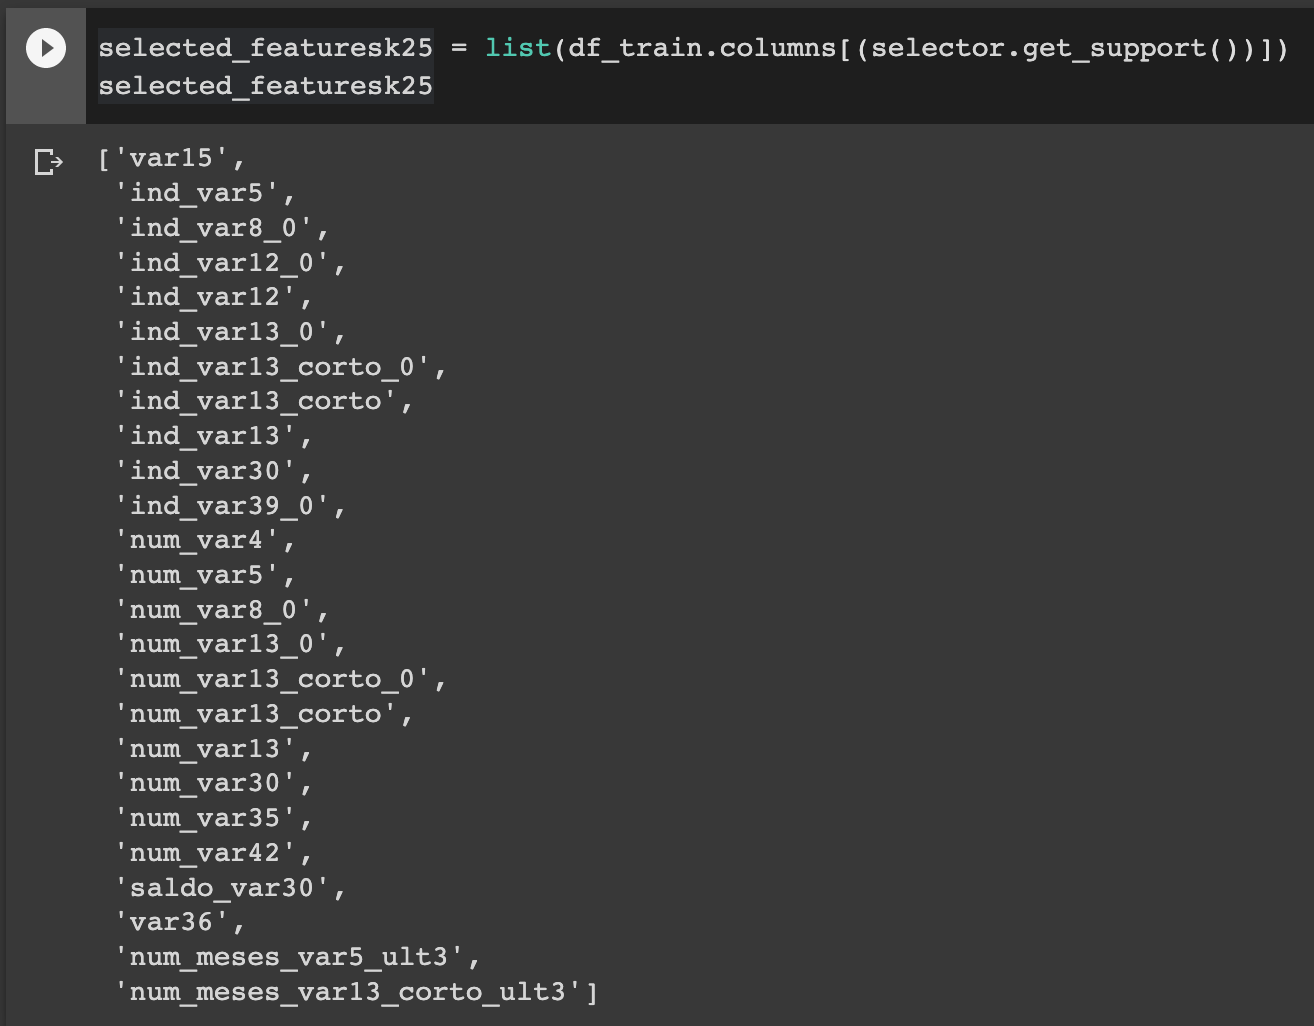 selected_featuresk25 = list(df_train.columns[(selector.get_support())])
selected_featuresk25
['var15',
'ind_var5',
'ind_var8_0',
'ind_var12_0',
'ind_var12',
'ind_var13_0',
'ind_var13_corto_0',
'ind_var13_corto',
'ind_var13',
'ind_var30',
'ind_var39_0',
'num_var4',
'num_var5',
'num_var8_0',
'num_var13_0',
'num_var13_corto_0',
'num_var13_corto',
'num_var13',
'num_var30',
'num_var35',
'num_var42',
'saldo_var30',
'var36',
'num_meses_var5_ult3',
'num_meses_var13_corto_ult3']